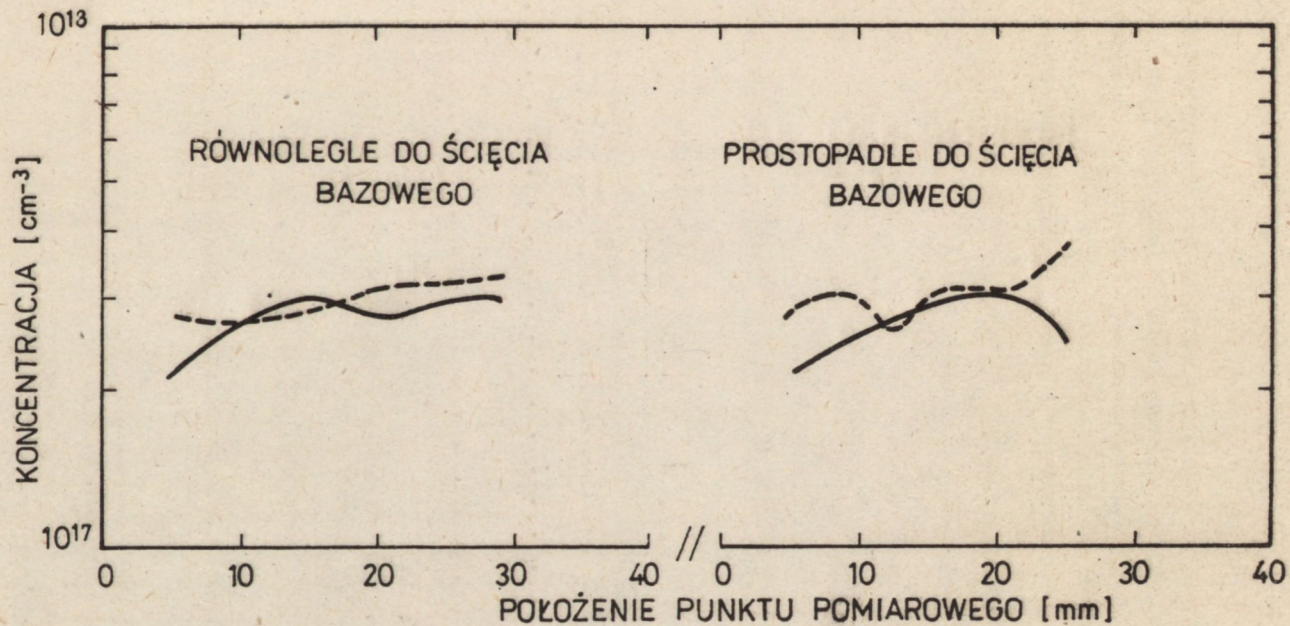 10¹³
RÓWNOLEGLE DO ŚCIĘCIA
BAZOWEGO
PROSTOPADLE DO ŚCIĘCIA
BAZOWEGO
KONCENTRACJA [cm⁻³]
10¹⁷
0 10 20 30 40 // 0 10 20 30 40
POŁOŻENIE PUNKTU POMIAROWEGO [mm]